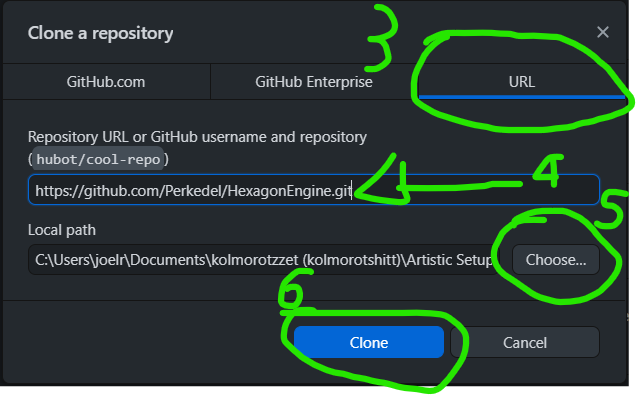 Clone a repository
3
GitHub.com GitHub Enterprise URL
Repository URL or GitHub username and repository
(hubot/cool-repo)
https://github.com/Perkedel/HexagonEngine.git
4
Local path
5
C:\Users\joelr\Documents\kolmorotzzet (kolmorotshitt)\Artistic Setup Choose...
6
Clone Cancel